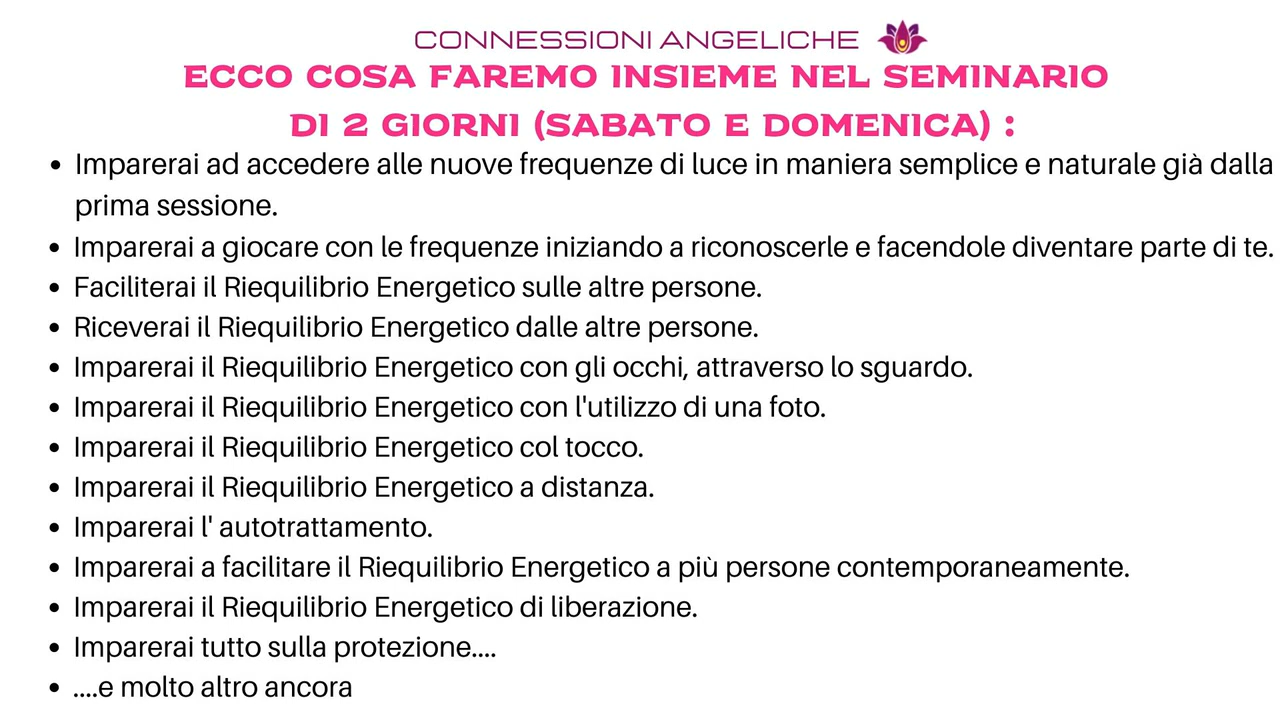 CONNESSIONI ANGELICHE
ECCO COSA FAREMO INSIEME NEL SEMINARIO
DI 2 GIORNI (SABATO E DOMENICA) :
• Imparerai ad accedere alle nuove frequenze di luce in maniera semplice e naturale già dalla
prima sessione.
• Imparerai a giocare con le frequenze iniziando a riconoscerle e facendole diventare parte di te.
• Faciliterai il Riequilibrio Energetico sulle altre persone.
• Riceverai il Riequilibrio Energetico dalle altre persone.
• Imparerai il Riequilibrio Energetico con gli occhi, attraverso lo sguardo.
• Imparerai il Riequilibrio Energetico con l'utilizzo di una foto.
• Imparerai il Riequilibrio Energetico col tocco.
• Imparerai il Riequilibrio Energetico a distanza.
• Imparerai l' autotrattamento.
• Imparerai a facilitare il Riequilibrio Energetico a più persone contemporaneamente.
• Imparerai il Riequilibrio Energetico di liberazione.
• Imparerai tutto sulla protezione....
• ....e molto altro ancora